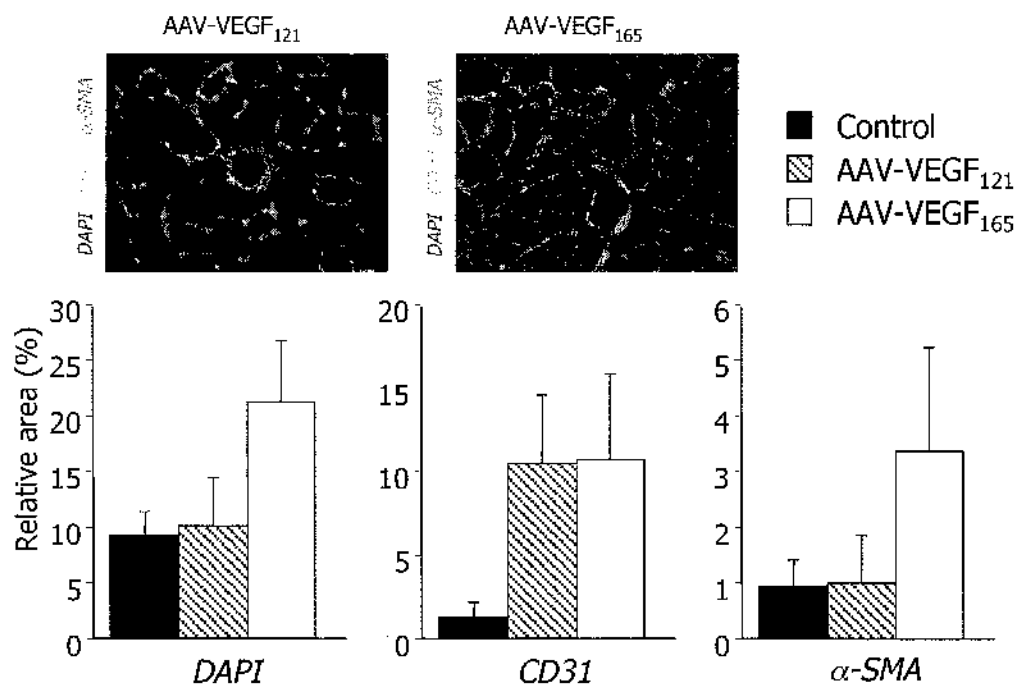 AAV-VEGF121
AAV-VEGF165
DAPI
α-SMA
DAPI
α-SMA
Control
AAV-VEGF121
AAV-VEGF165
Relative area (%)
30
25
20
15
10
5
0
DAPI
20
15
10
5
0
CD31
6
5
4
3
2
1
0
α-SMA